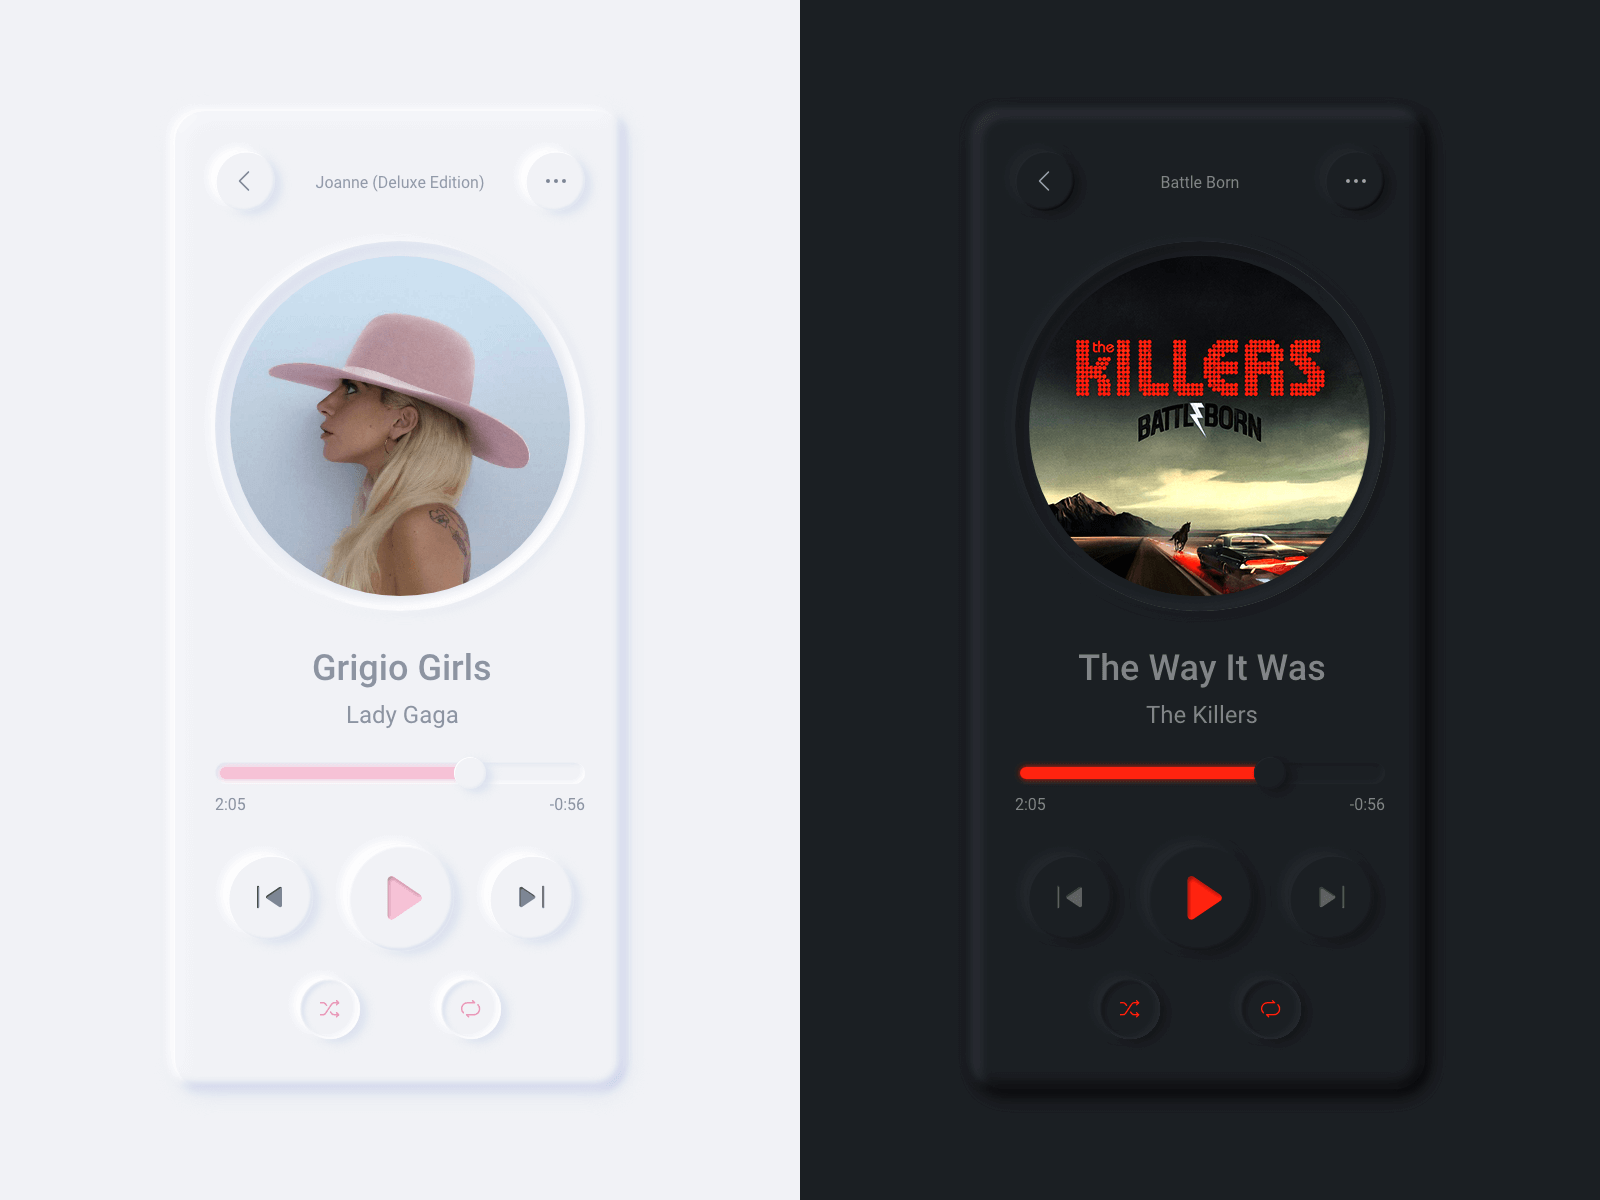 Joanne (Deluxe Edition)
Grigio Girls
Lady Gaga
2:05
-0:56
Battle Born
the
KILLERS
BATTLE BORN
The Way It Was
The Killers
2:05
-0:56